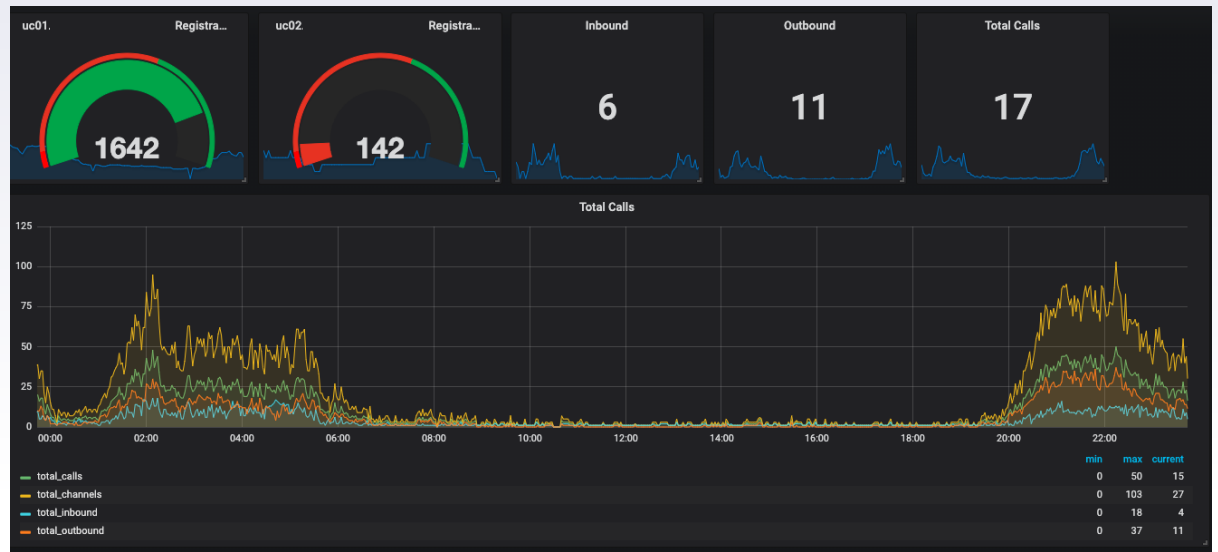 uc01. Registra... uc02. Registra... Inbound Outbound Total Calls
1642 142 6 11 17
Total Calls
125
100
75
50
25
0
00:00 02:00 04:00 06:00 08:00 10:00 12:00 14:00 16:00 18:00 20:00 22:00
min max current
total_calls 0 50 15
total_channels 0 103 27
total_inbound 0 18 4
total_outbound 0 37 11